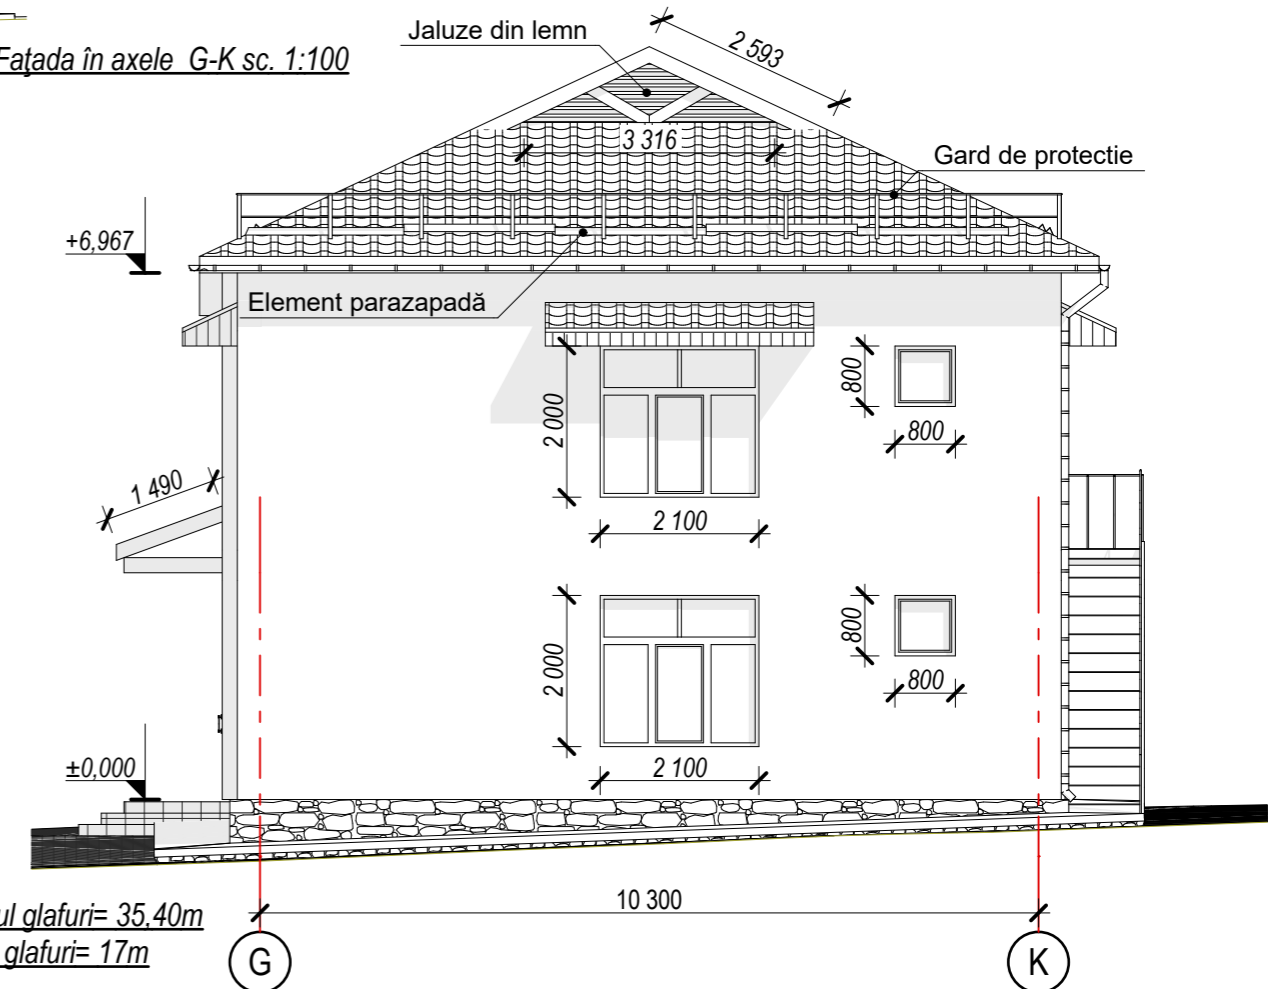 Jaluze din lemn
2 593
Fațada în axele G-K sc. 1:100
3 316
Gard de protectie
+6,967
Element parazapadă
800
2 000
800
1 490
2 100
800
2 000
800
±0,000
2 100
10 300
glafuri= 35,40m
glafuri= 17m
G
K